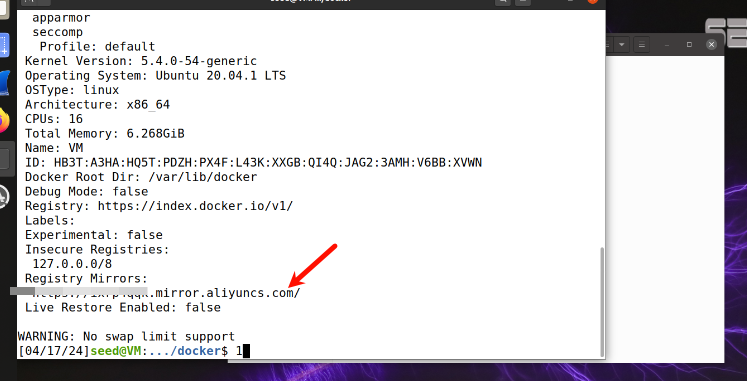 apparmor
seccomp
Profile: default
Kernel Version: 5.4.0-54-generic
Operating System: Ubuntu 20.04.1 LTS
OSType: linux
Architecture: x86_64
CPUs: 16
Total Memory: 6.268GiB
Name: VM
ID: HB3T:A3HA:HQ5T:PDZH:PX4F:L43K:XXGB:QI4Q:JAG2:3AMH:V6BB:XVWN
Docker Root Dir: /var/lib/docker
Debug Mode: false
Registry: https://index.docker.io/v1/
Labels:
Experimental: false
Insecure Registries:
127.0.0.0/8
Registry Mirrors:
.mirror.aliyuncs.com/
Live Restore Enabled: false
WARNING: No swap limit support
[04/17/24]seed@VM:.../docker$ 1